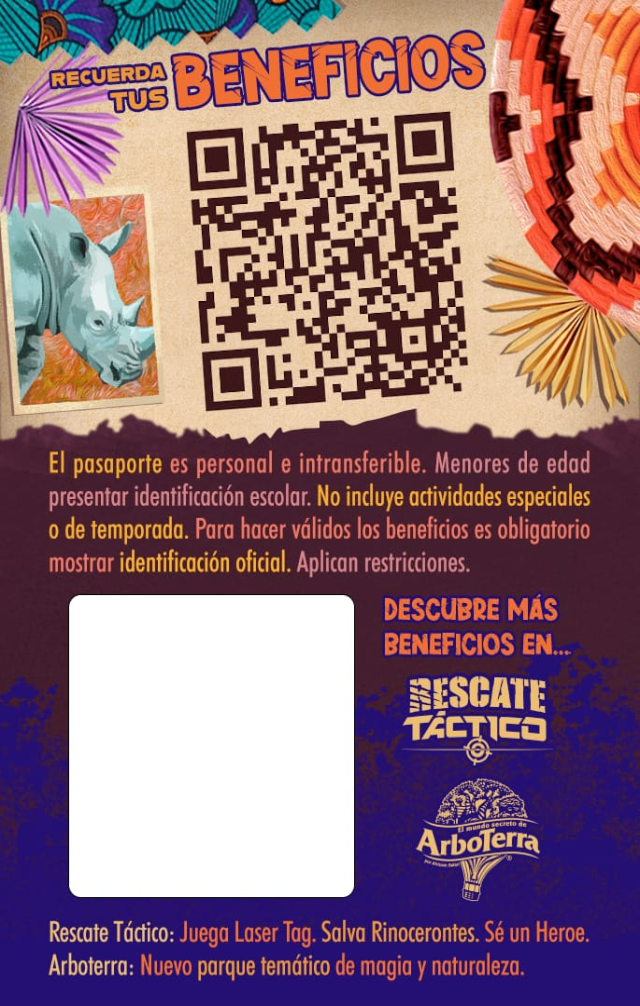 RECUERDA
TUS BENEFICIOS
El pasaporte es personal e intransferible. Menores de edad
presentar identificación escolar. No incluye actividades especiales
o de temporada. Para hacer válidos los beneficios es obligatorio
mostrar identificación oficial. Aplican restricciones.
DESCUBRE MÁS
BENEFICIOS EN...
RESCATE
TÁCTICO
El mundo secreto de
ArboTerra
Rescate Táctico: Juega Laser Tag. Salva Rinocerontes. Sé un Heroe.
Arboterra: Nuevo parque temático de magia y naturaleza.